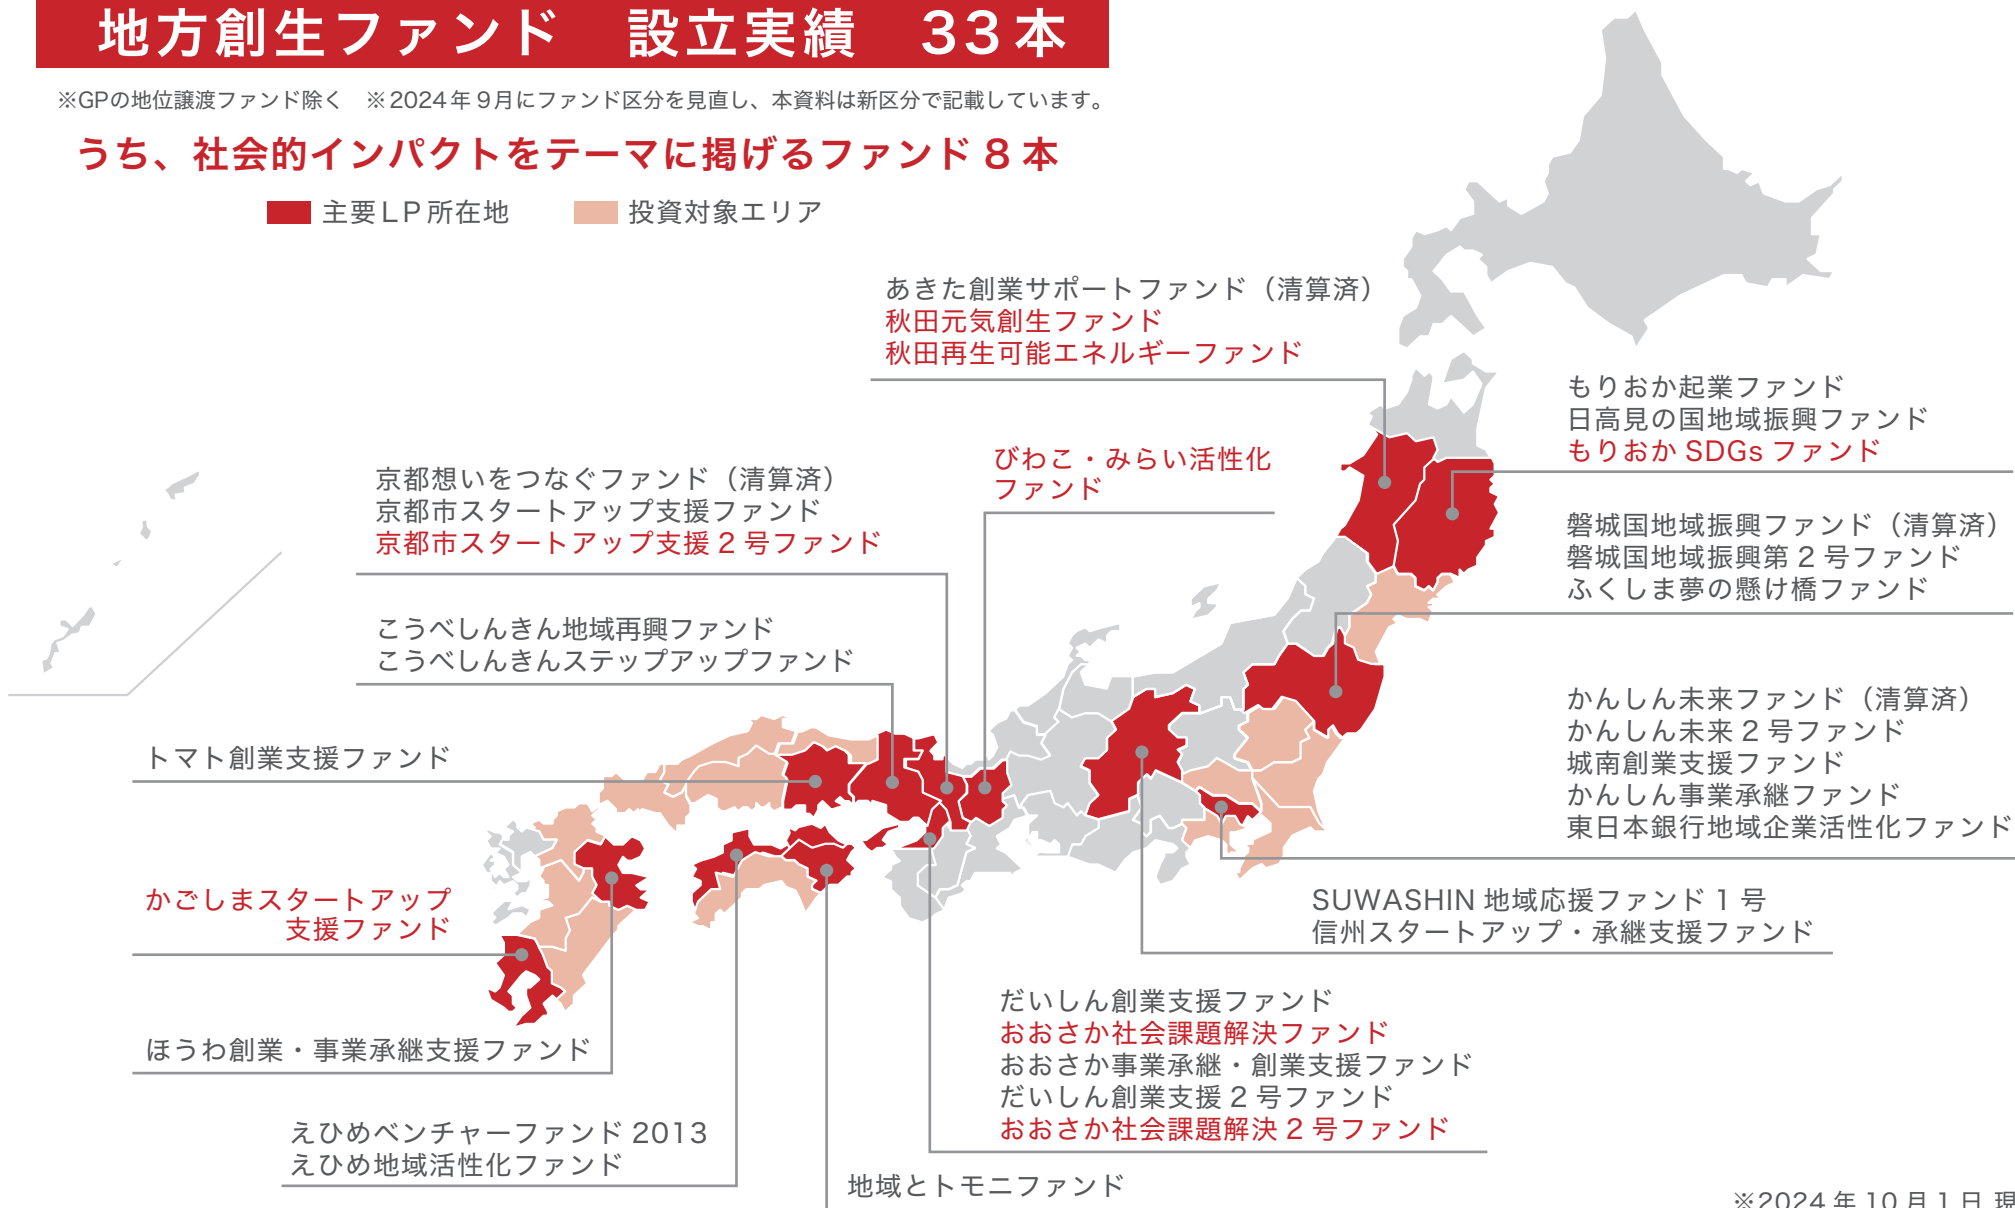 地方創生ファンド　設立実績　33本
※GPの地位譲渡ファンド除く　※2024年9月にファンド区分を見直し、本資料は新区分で記載しています。
うち、社会的インパクトをテーマに掲げるファンド8本
主要LP所在地　投資対象エリア
あきた創業サポートファンド（清算済）
秋田元気創生ファンド
秋田再生可能エネルギーファンド
もりおか起業ファンド
日高見の国地域振興ファンド
もりおか SDGs ファンド
びわこ・みらい活性化
ファンド
京都想いをつなぐファンド（清算済）
京都市スタートアップ支援ファンド
京都市スタートアップ支援2号ファンド
磐城国地域振興ファンド（清算済）
磐城国地域振興第2号ファンド
ふくしま夢の懸け橋ファンド
こうべしんきん地域再興ファンド
こうべしんきんステップアップファンド
かんしん未来ファンド（清算済）
かんしん未来2号ファンド
城南創業支援ファンド
かんしん事業承継ファンド
東日本銀行地域企業活性化ファンド
トマト創業支援ファンド
かごしまスタートアップ
支援ファンド
SUWASHIN 地域応援ファンド1号
信州スタートアップ・承継支援ファンド
ほうわ創業・事業承継支援ファンド
だいしん創業支援ファンド
おおさか社会課題解決ファンド
おおさか事業承継・創業支援ファンド
だいしん創業支援2号ファンド
おおさか社会課題解決2号ファンド
えひめベンチャーファンド2013
えひめ地域活性化ファンド
地域とトモニファンド
※2024年10月1日 現